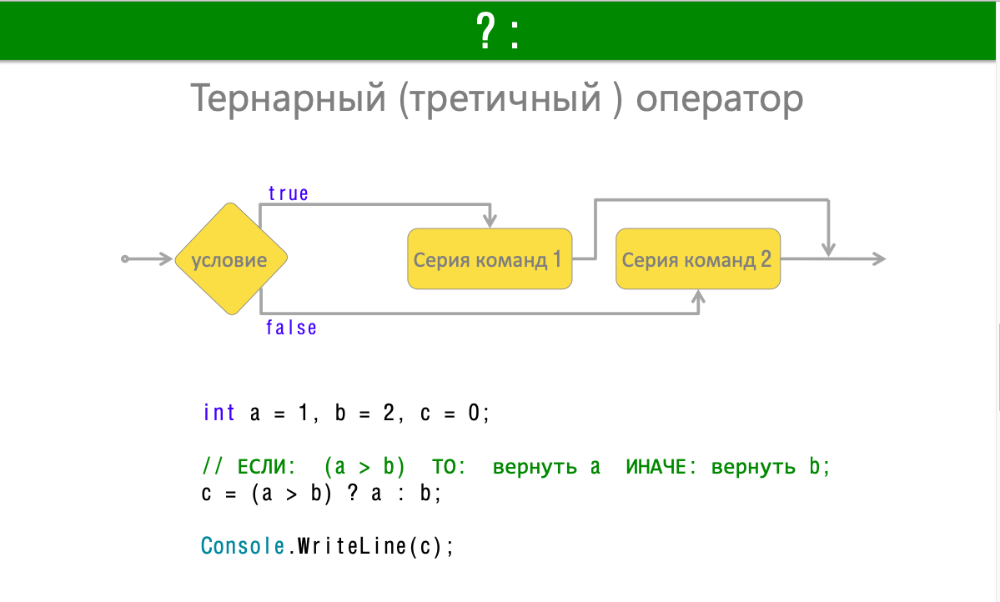 ? :
Тернарный (третичный ) оператор
true
условие
Серия команд 1
Серия команд 2
false
int a = 1, b = 2, c = 0;
// ЕСЛИ: (a > b) ТО: вернуть a ИНАЧЕ: вернуть b;
c = (a > b) ? a : b;
Console.WriteLine(c);